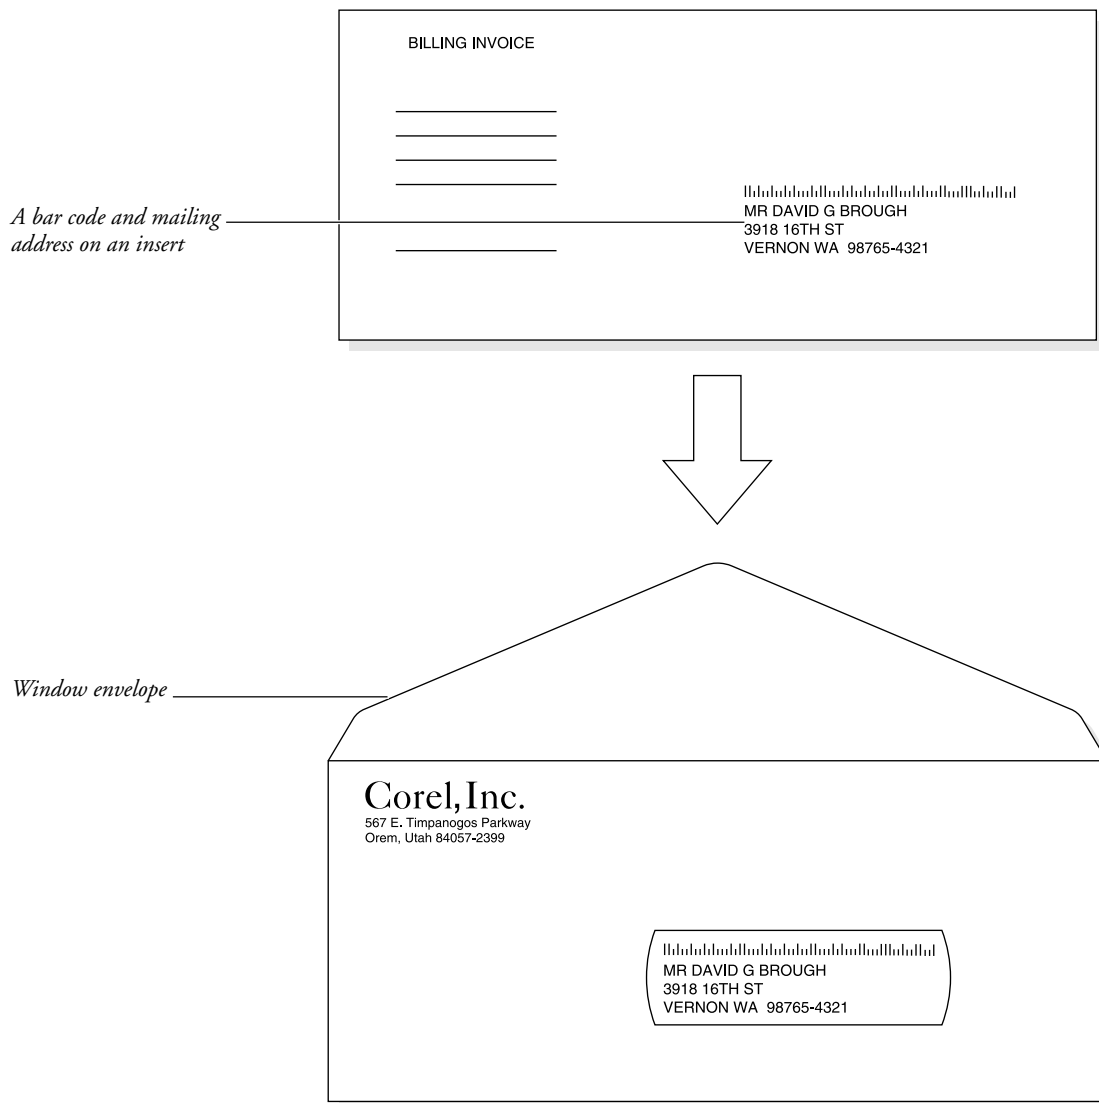 BILLING INVOICE
A bar code and mailing
address on an insert
MR DAVID G BROUGH
3918 16TH ST
VERNON WA  98765-4321
Window envelope
Corel, Inc.
567 E. Timpanogos Parkway
Orem, Utah 84057-2399
MR DAVID G BROUGH
3918 16TH ST
VERNON WA  98765-4321